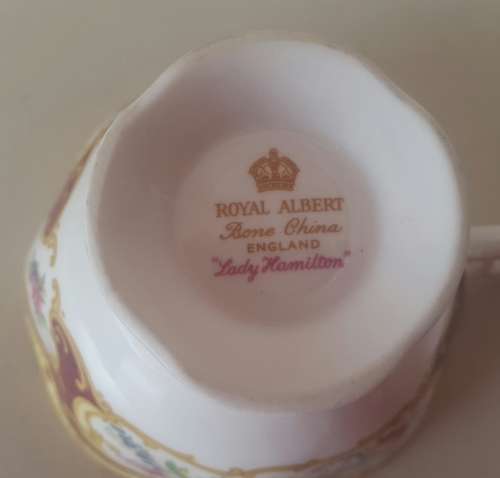 ROYAL ALBERT
Bone China
ENGLAND
"Lady Hamilton"